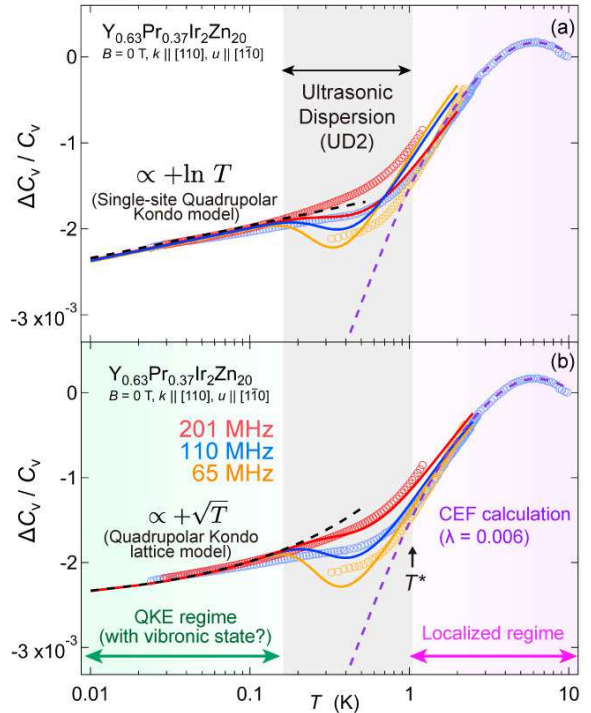 (a)
Y0.63Pr0.37Ir2Zn20
B = 0 T, k || [110], u || [11̄0]
Ultrasonic
Dispersion
(UD2)
∝ +ln T
(Single-site Quadrupolar
Kondo model)
ΔCv / Cv
0
-1
-2
-3 x10⁻³
(b)
Y0.63Pr0.37Ir2Zn20
B = 0 T, k || [110], u || [11̄0]
201 MHz
110 MHz
65 MHz
∝ +√T
(Quadrupolar Kondo
lattice model)
CEF calculation
(λ = 0.006)
T*
QKE regime
(with vibronic state?)
Localized regime
ΔCv / Cv
0
-1
-2
-3 x10⁻³
0.01
0.1
1
10
T (K)